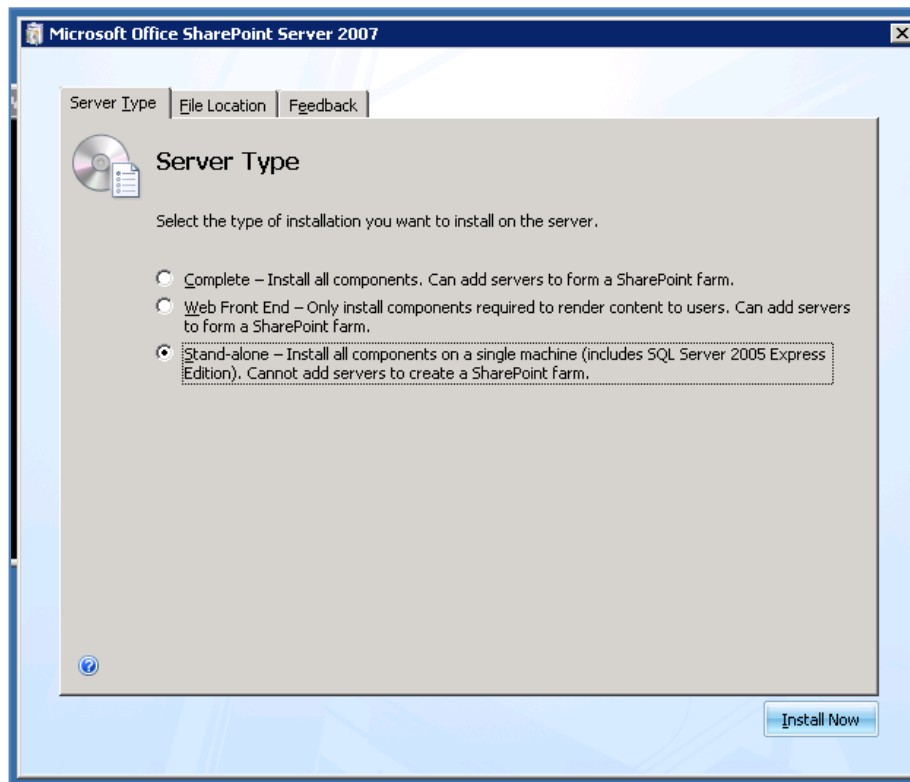 Microsoft Office SharePoint Server 2007
Server Type
File Location
Feedback
Server Type
Select the type of installation you want to install on the server.
Complete – Install all components. Can add servers to form a SharePoint farm.
Web Front End – Only install components required to render content to users. Can add servers
to form a SharePoint farm.
Stand-alone – Install all components on a single machine (includes SQL Server 2005 Express
Edition). Cannot add servers to create a SharePoint farm.
Install Now